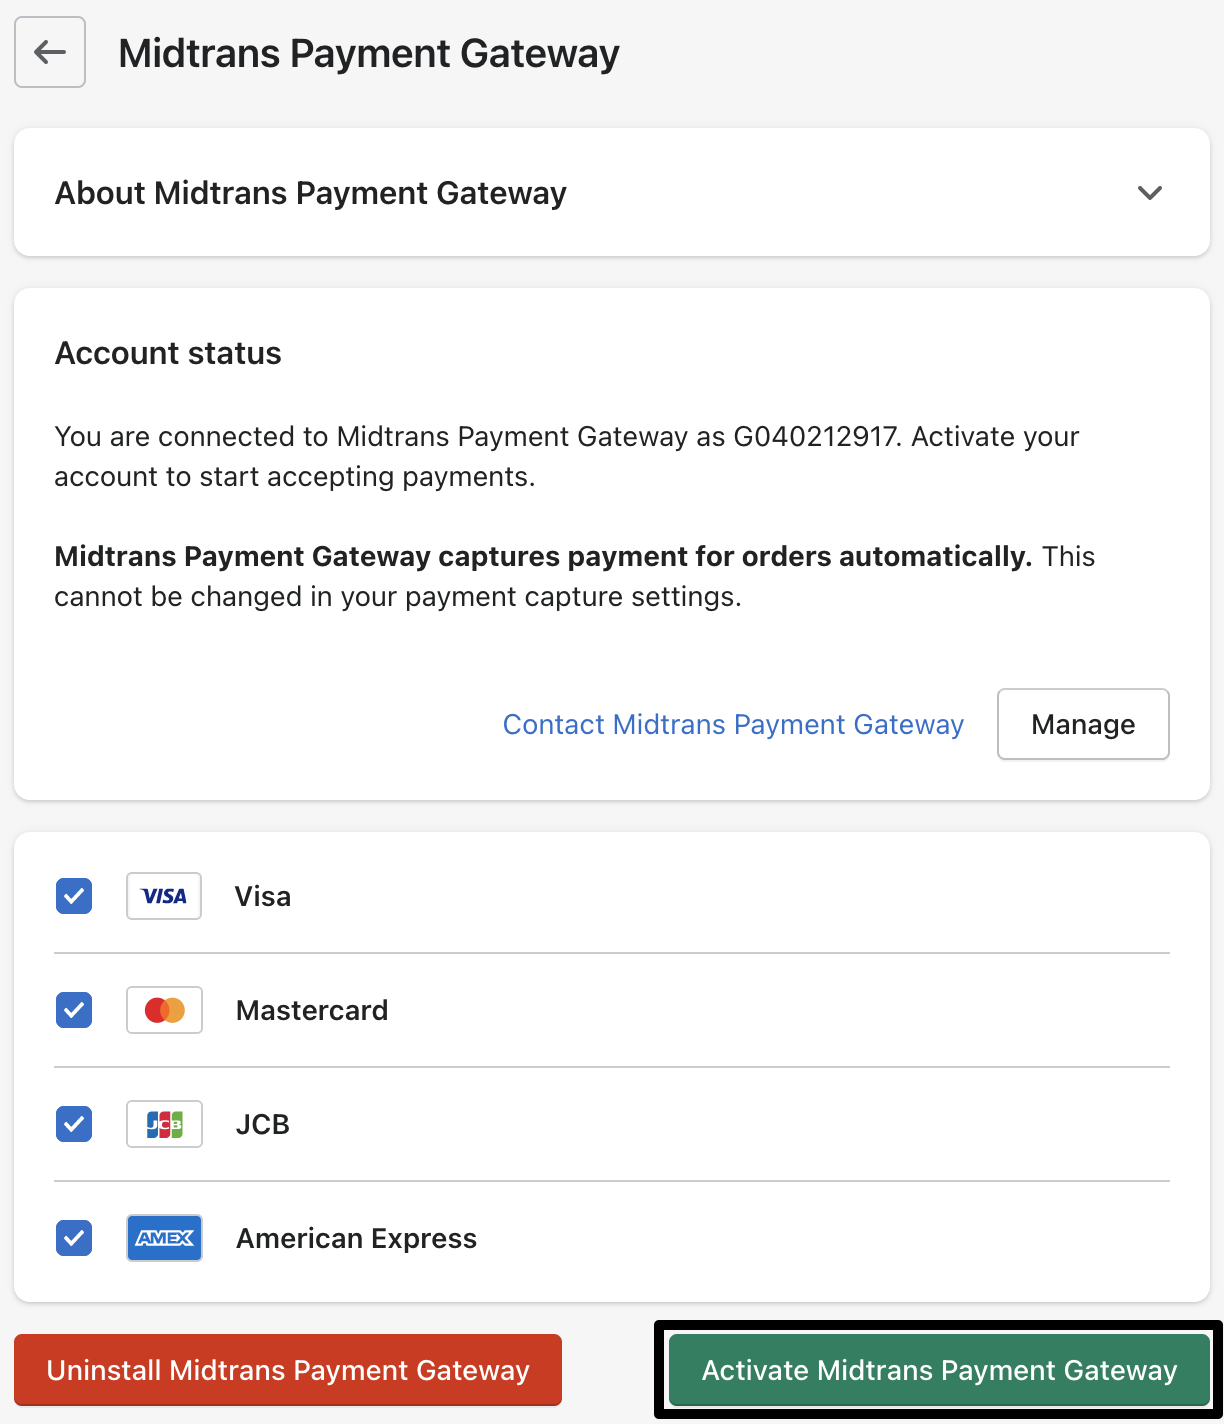 Midtrans Payment Gateway
About Midtrans Payment Gateway
Account status
You are connected to Midtrans Payment Gateway as G040212917. Activate your
account to start accepting payments.
Midtrans Payment Gateway captures payment for orders automatically. This
cannot be changed in your payment capture settings.
Contact Midtrans Payment Gateway
Manage
VISA Visa
Mastercard
JCB JCB
AMEX American Express
Uninstall Midtrans Payment Gateway
Activate Midtrans Payment Gateway